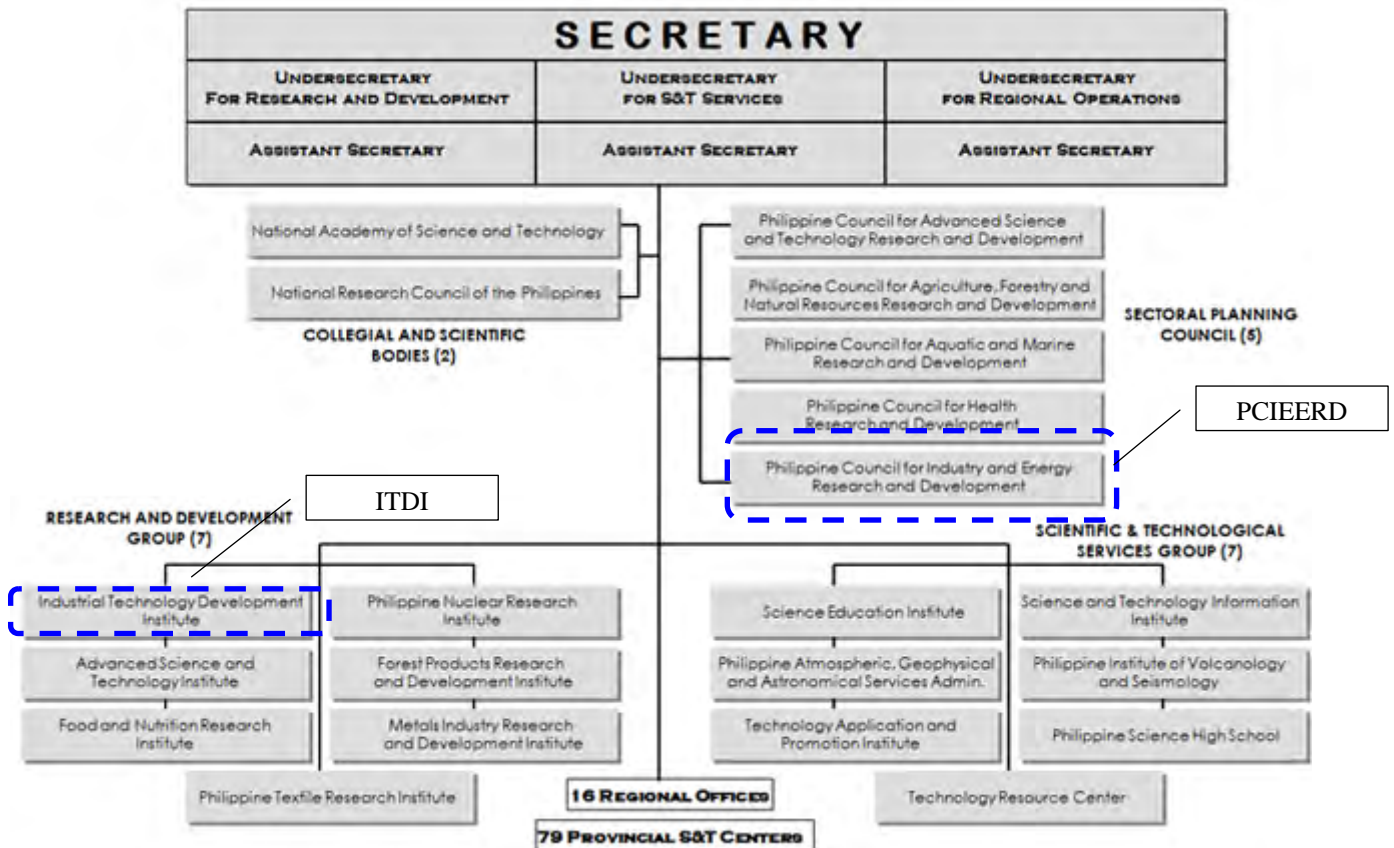 SECRETARY
UNDERSECRETARY
FOR RESEARCH AND DEVELOPMENT
UNDERSECRETARY
FOR S&T SERVICES
UNDERSECRETARY
FOR REGIONAL OPERATIONS
ASSISTANT SECRETARY
ASSISTANT SECRETARY
ASSISTANT SECRETARY
National Academy of Science and Technology
National Research Council of the Philippines
COLLEGIAL AND SCIENTIFIC
BODIES (2)
Philippine Council for Advanced Science
and Technology Research and Development
Philippine Council for Agriculture, Forestry and
Natural Resources Research and Development
Philippine Council for Aquatic and Marine
Research and Development
Philippine Council for Health
Research and Development
Philippine Council for Industry and Energy
Research and Development
SECTORAL PLANNING
COUNCIL (5)
PCIEERD
ITDI
RESEARCH AND DEVELOPMENT
GROUP (7)
Industrial Technology Development
Institute
Philippine Nuclear Research
Institute
Advanced Science and
Technology Institute
Forest Products Research
and Development Institute
Food and Nutrition Research
Institute
Metals Industry Research
and Development Institute
Philippine Textile Research Institute
SCIENTIFIC & TECHNOLOGICAL
SERVICES GROUP (7)
Science Education Institute
Science and Technology Information
Institute
Philippine Atmospheric, Geophysical
and Astronomical Services Admin.
Philippine Institute of Volcanology
and Seismology
Technology Application and
Promotion Institute
Philippine Science High School
Technology Resource Center
16 REGIONAL OFFICES
79 PROVINCIAL S&T CENTERS